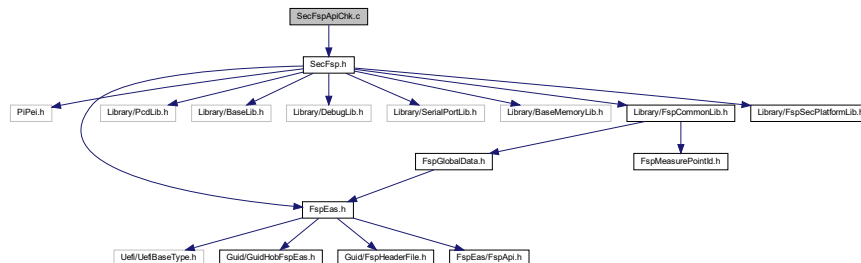 SecFspApiChk.c
SecFsp.h
PiPei.h
Library/PcdLib.h
Library/BaseLib.h
Library/DebugLib.h
Library/SerialPortLib.h
Library/BaseMemoryLib.h
Library/FspCommonLib.h
Library/FspSecPlatformLib.h
FspGlobalData.h
FspMeasurePointId.h
FspEas.h
Uefi/UefiBaseType.h
Guid/GuidHobFspEas.h
Guid/FspHeaderFile.h
FspEas/FspApi.h